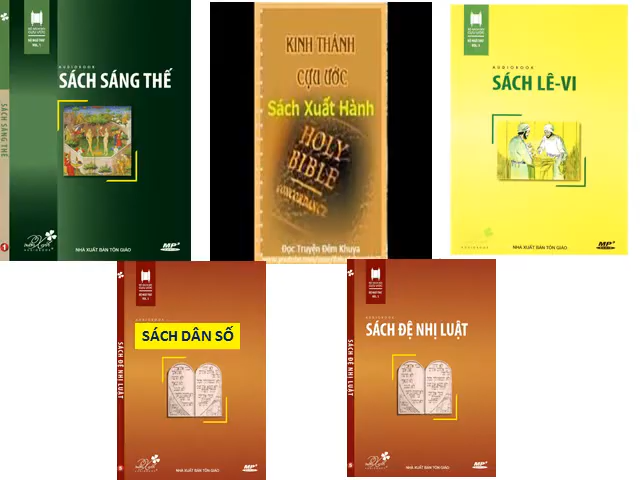 AUDIOBOOK
SÁCH SÁNG THẾ
SÁCH SÁNG THẾ
1
NHÀ XUẤT BẢN TÔN GIÁO
MP3
KINH THÁNH
CỰU ƯỚC
Sách Xuất Hành
HOLY
BIBLE
CONCORDANCE
Đọc Truyện Đêm Khuya
AUDIOBOOK
SÁCH LÊ-VI
NHÀ XUẤT BẢN TÔN GIÁO
MP3
SÁCH DÂN SỐ
SÁCH ĐỆ NHỊ LUẬT
NHÀ XUẤT BẢN TÔN GIÁO
MP3
AUDIOBOOK
SÁCH ĐỆ NHỊ LUẬT
SÁCH ĐỆ NHỊ LUẬT
NHÀ XUẤT BẢN TÔN GIÁO
MP3